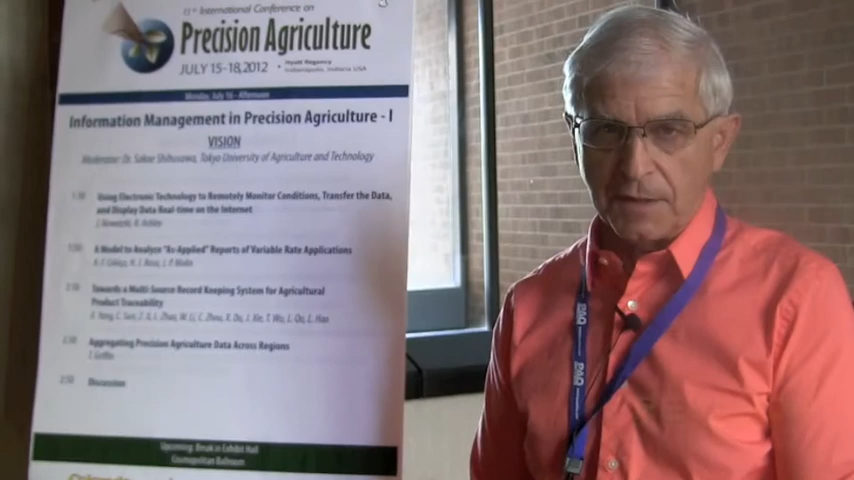 11th International Conference on
Precision Agriculture
JULY 15-18, 2012 • Hyatt Regency
Indianapolis, Indiana USA
Monday, July 16 - Afternoon
Information Management in Precision Agriculture - I
VISION
Moderator: Dr. Sakae Shibusawa, Tokyo University of Agriculture and Technology
1:30 Using Electronic Technology to Remotely Monitor Conditions, Transfer the Data,
and Display Data Real-time on the Internet
1:50 A Model to Analyze "As-Applied" Reports of Variable Rate Applications
2:10 Towards a Multi-Source Record Keeping System for Agricultural
Product Traceability
2:30 Aggregating Precision Agriculture Data Across Regions
T. Griffin
2:50 Discussion
Upcoming: Break in Exhibit Hall
Cosmopolitan Ballroom